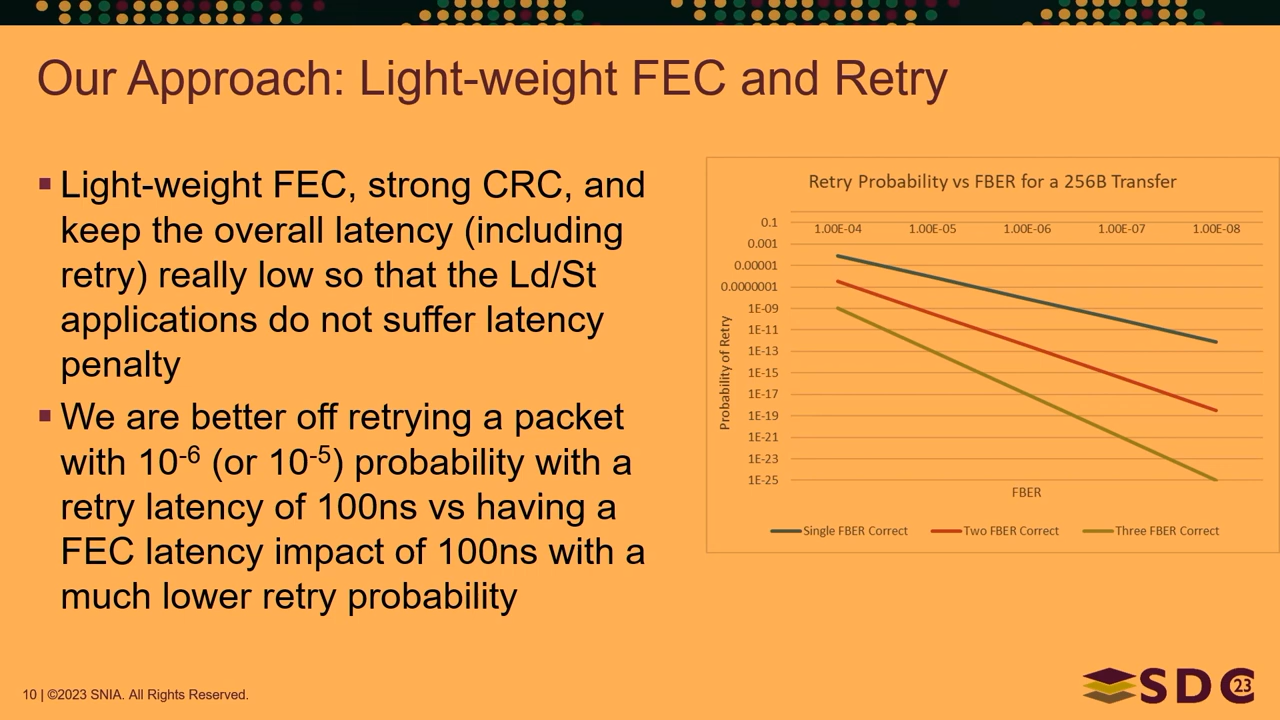 Our Approach: Light-weight FEC and Retry
▪ Light-weight FEC, strong CRC, and
keep the overall latency (including
retry) really low so that the Ld/St
applications do not suffer latency
penalty
▪ We are better off retrying a packet
with 10⁻⁶ (or 10⁻⁵) probability with a
retry latency of 100ns vs having a
FEC latency impact of 100ns with a
much lower retry probability
Retry Probability vs FBER for a 256B Transfer
0.1
1.00E-04 1.00E-05 1.00E-06 1.00E-07 1.00E-08
0.001
0.00001
0.0000001
1E-09
1E-11
1E-13
1E-15
1E-17
1E-19
1E-21
1E-23
1E-25
Probability of Retry
FBER
Single FBER Correct Two FBER Correct Three FBER Correct
10 | ©2023 SNIA. All Rights Reserved.
SDC 23